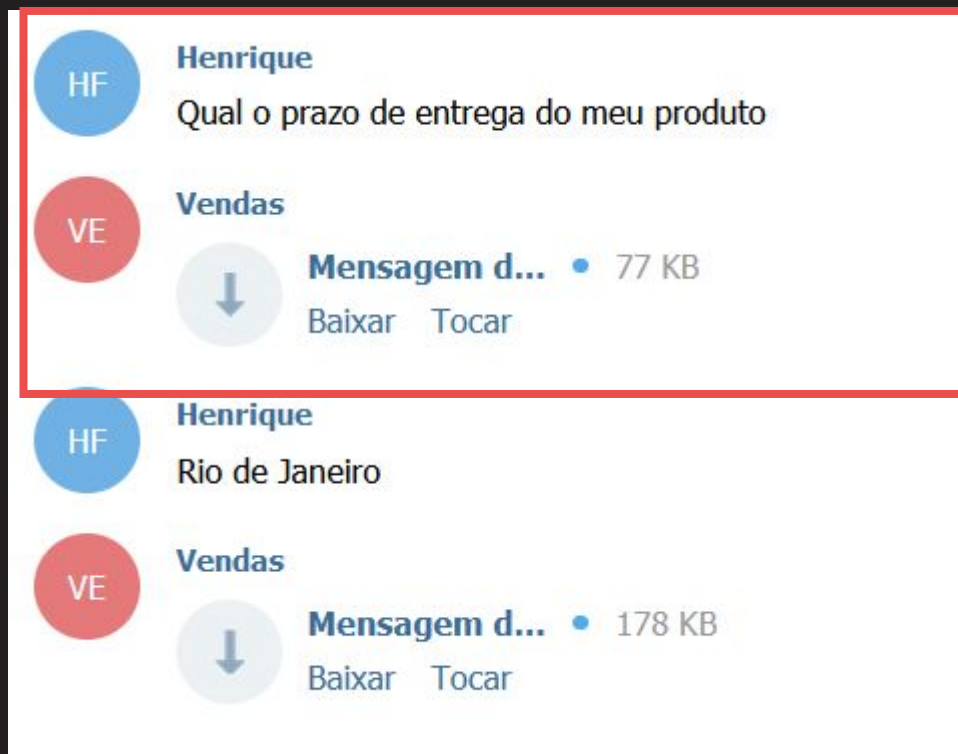 HF
Henrique
Qual o prazo de entrega do meu produto
VE
Vendas
Mensagem d... • 77 KB
Baixar Tocar
HF
Henrique
Rio de Janeiro
VE
Vendas
Mensagem d... • 178 KB
Baixar Tocar